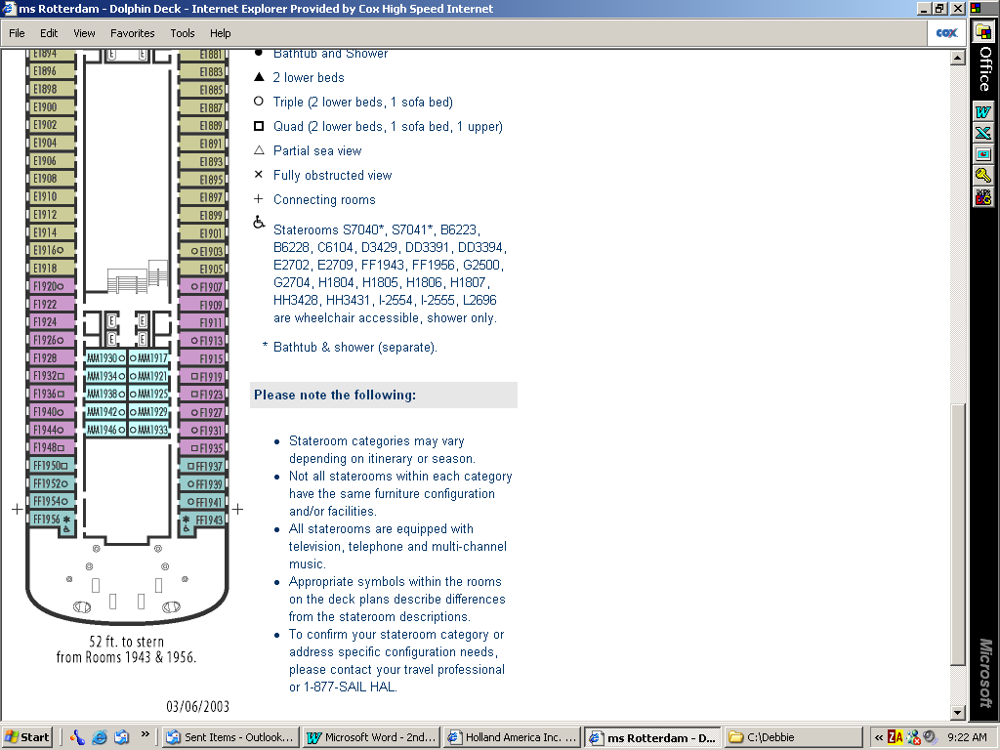 ms Rotterdam - Dolphin Deck - Internet Explorer Provided by Cox High Speed Internet
File Edit View Favorites Tools Help
COX
Office
Microsoft
E1894 E E E1881
E1896 E1883
E1898 E1885
E1900 E1887
E1902 E1889
E1904 E1891
E1906 E1893
E1908 E1895
E1910 E1897
E1912 E1899
E1914 E1901
E1916 E1903
E1918 E1905
F1920 F1907
F1922 F1909
F1924 E E F1911
F1926 E E F1913
F1928 MM1930 MM1917 F1915
F1932 MM1934 MM1921 F1919
F1936 MM1938 MM1925 F1923
F1940 MM1942 MM1929 F1927
F1944 MM1946 MM1933 F1931
F1948 F1935
FF1950 FF1937
FF1952 FF1939
FF1954 FF1941
FF1956 * * FF1943
52 ft. to stern
from Rooms 1943 & 1956.
03/06/2003
Bathtub and Shower
2 lower beds
Triple (2 lower beds, 1 sofa bed)
Quad (2 lower beds, 1 sofa bed, 1 upper)
Partial sea view
Fully obstructed view
Connecting rooms
Staterooms S7040*, S7041*, B6223,
B6228, C6104, D3429, DD3391, DD3394,
E2702, E2709, FF1943, FF1956, G2500,
G2704, H1804, H1805, H1806, H1807,
HH3428, HH3431, I-2554, I-2555, L2696
are wheelchair accessible, shower only.
* Bathtub & shower (separate).
Please note the following:
• Stateroom categories may vary
depending on itinerary or season.
• Not all staterooms within each category
have the same furniture configuration
and/or facilities.
• All staterooms are equipped with
television, telephone and multi-channel
music.
• Appropriate symbols within the rooms
on the deck plans describe differences
from the stateroom descriptions.
• To confirm your stateroom category or
address specific configuration needs,
please contact your travel professional
or 1-877-SAIL HAL.
Start » Sent Items - Outlook... Microsoft Word - 2nd... Holland America Inc. ... ms Rotterdam - D... C:\Debbie « ZA 9:22 AM